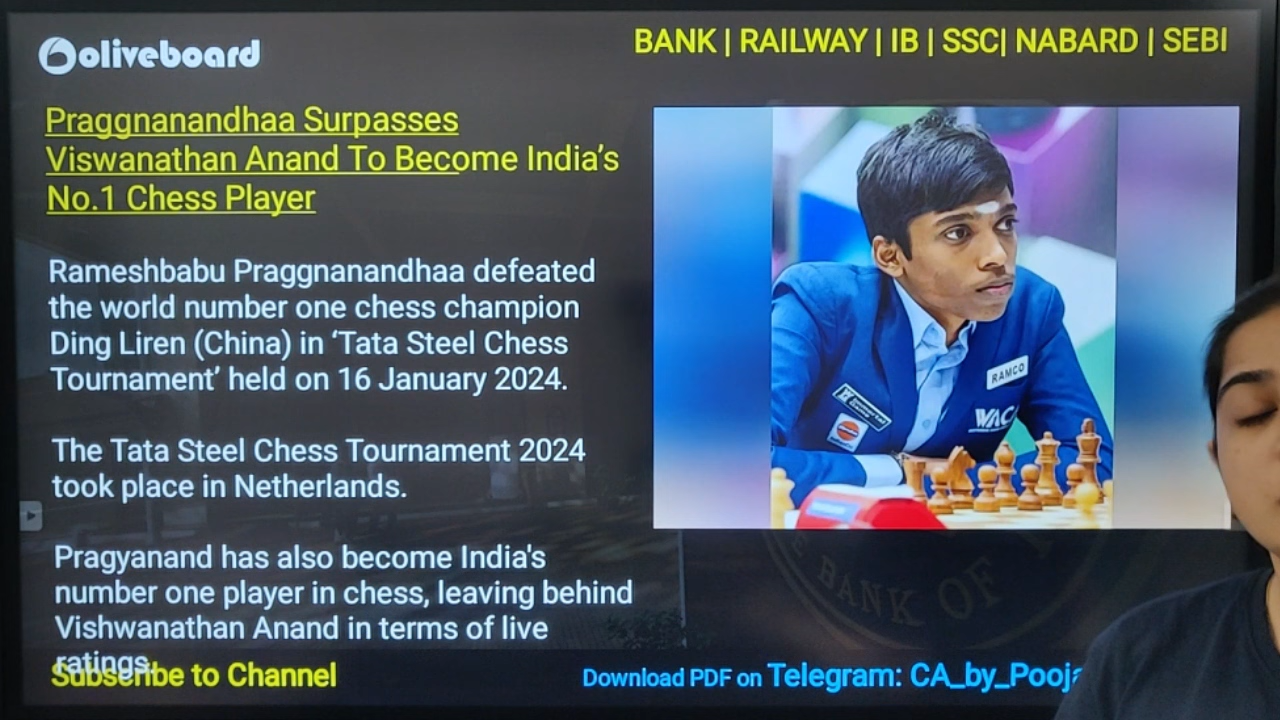 oliveboard
BANK | RAILWAY | IB | SSC| NABARD | SEBI
Praggnanandhaa Surpasses
Viswanathan Anand To Become India's
No.1 Chess Player
Rameshbabu Praggnanandhaa defeated
the world number one chess champion
Ding Liren (China) in ‘Tata Steel Chess
Tournament’ held on 16 January 2024.
The Tata Steel Chess Tournament 2024
took place in Netherlands.
Pragyanand has also become India's
number one player in chess, leaving behind
Vishwanathan Anand in terms of live
ratings.
RAMCO
WACA
BANK OF
Subscribe to Channel
Download PDF on Telegram: CA_by_Pooja